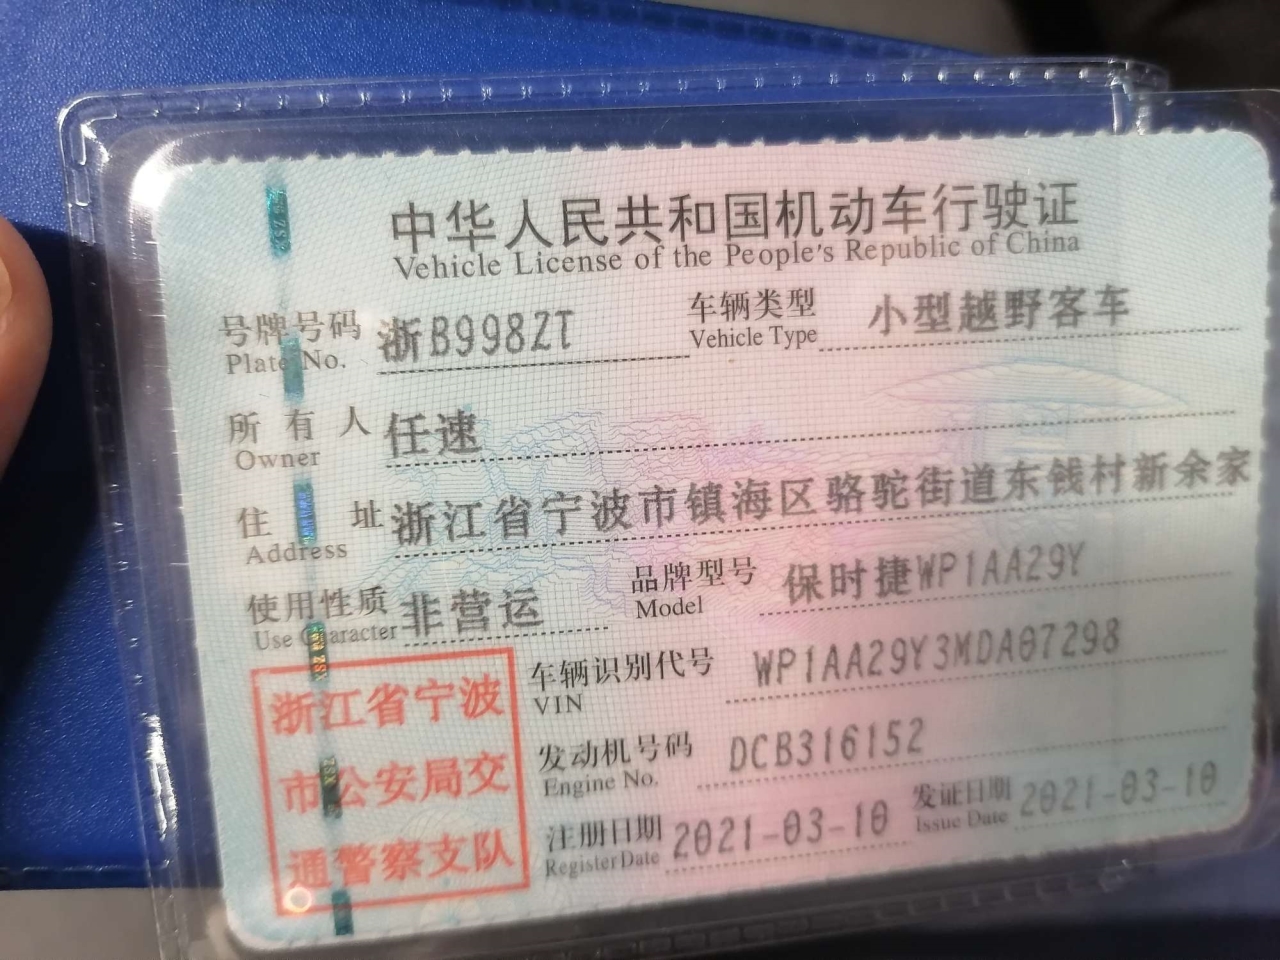 中华人民共和国机动车行驶证
Vehicle License of the People's Republic of China
号牌号码 浙B998ZT 车辆类型 小型越野客车
Plate No. Vehicle Type
所有人 任速
Owner
住址 浙江省宁波市镇海区骆驼街道东钱村新余家
Address
使用性质 非营运 品牌型号 保时捷WP1AA29Y
Use Character Model
车辆识别代号 WP1AA29Y3MDA07298
VIN
发动机号码 DCB316152
Engine No.
注册日期 2021-03-10 发证日期 2021-03-10
Register Date Issue Date
浙江省宁波
市公安局交
通警察支队